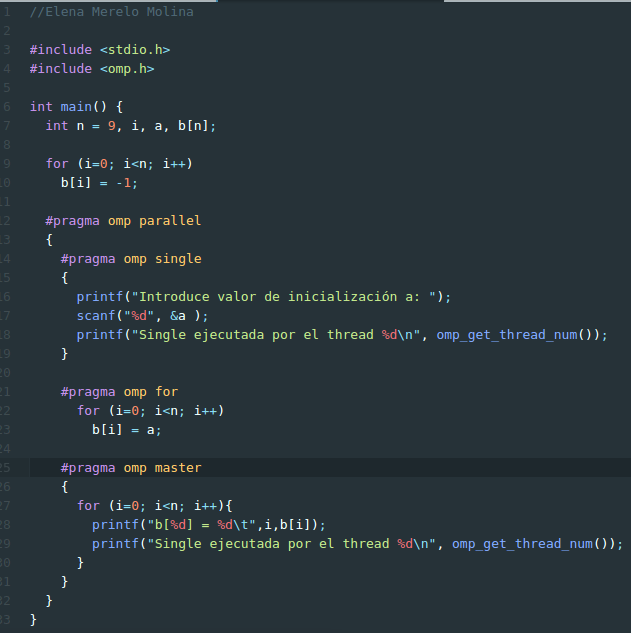 1 //Elena Merelo Molina
2
3 #include <stdio.h>
4 #include <omp.h>
5
6 int main() {
7   int n = 9, i, a, b[n];
8
9   for (i=0; i<n; i++)
10     b[i] = -1;
11
12   #pragma omp parallel
13   {
14     #pragma omp single
15     {
16       printf("Introduce valor de inicialización a: ");
17       scanf("%d", &a );
18       printf("Single ejecutada por el thread %d\n", omp_get_thread_num());
19     }
20
21     #pragma omp for
22       for (i=0; i<n; i++)
23         b[i] = a;
24
25     #pragma omp master
26     {
27       for (i=0; i<n; i++){
28         printf("b[%d] = %d\t",i,b[i]);
29         printf("Single ejecutada por el thread %d\n", omp_get_thread_num());
30       }
31     }
32   }
33 }